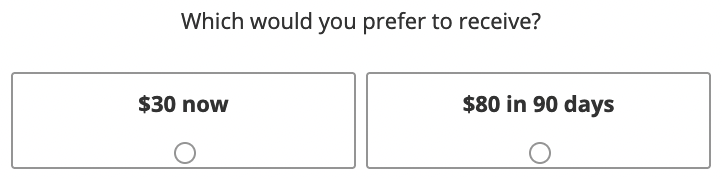 Which would you prefer to receive?
$30 now
$80 in 90 days